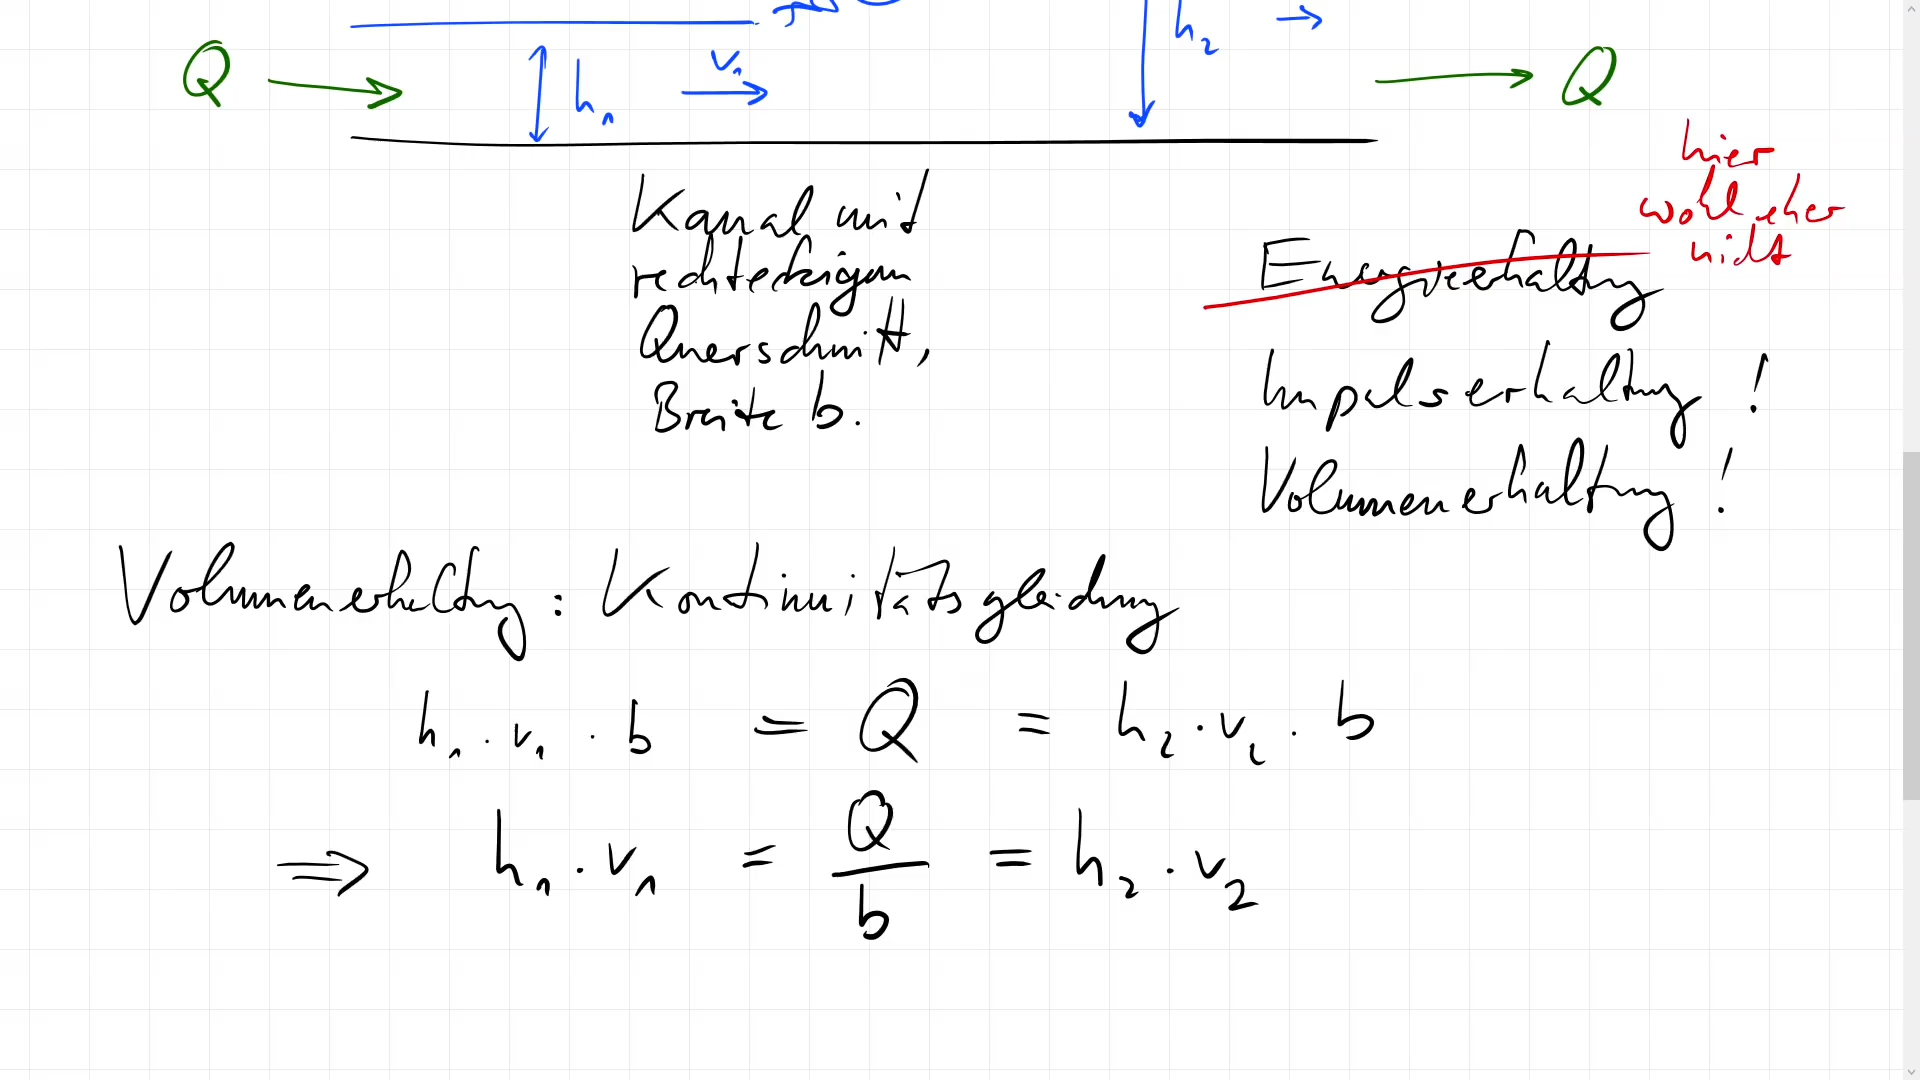 Q → h₁ v₁ h₂ → Q
hier
wohl eher
nicht
Kanal mit
rechteckigem
Querschnitt,
Breite b.
Energieerhaltung
Impulserhaltung !
Volumenerhaltung !
Volumenerhaltung : Kontinuitätsgleichung
h₁ · v₁ · b = Q = h₂ · v₂ · b
⇒ h₁ · v₁ = Q/b = h₂ · v₂